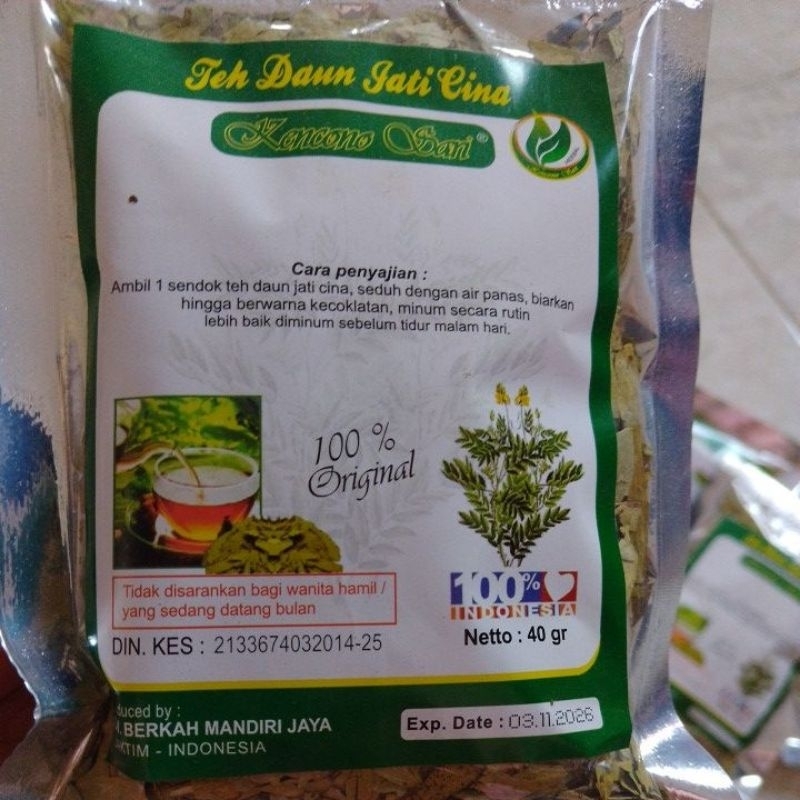 Teh Daun Jati Cina
Kencono Sari ®
Cara penyajian :
Ambil 1 sendok teh daun jati cina, seduh dengan air panas, biarkan
hingga berwarna kecoklatan, minum secara rutin
lebih baik diminum sebelum tidur malam hari.
100 %
Original
Tidak disarankan bagi wanita hamil /
yang sedang datang bulan
100%
INDONESIA
DIN. KES : 2133674032014-25
Netto : 40 gr
duced by :
BERKAH MANDIRI JAYA
KTIM - INDONESIA
Exp. Date : 03.11.2026